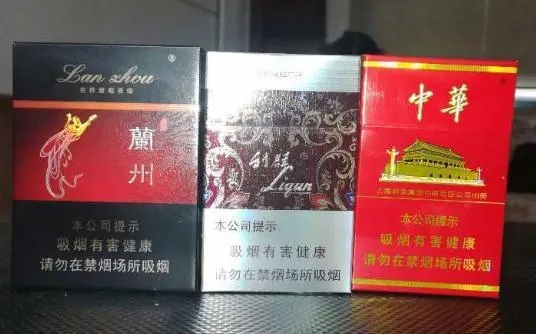 Lan zhou
®
蘭州
本公司提示
吸烟有害健康
请勿在禁烟场所吸烟
利群
Liqun
本公司提示
吸烟有害健康
请勿在禁烟场所吸烟
中華
本公司提示
吸烟有害健康
请勿在禁烟场所吸烟